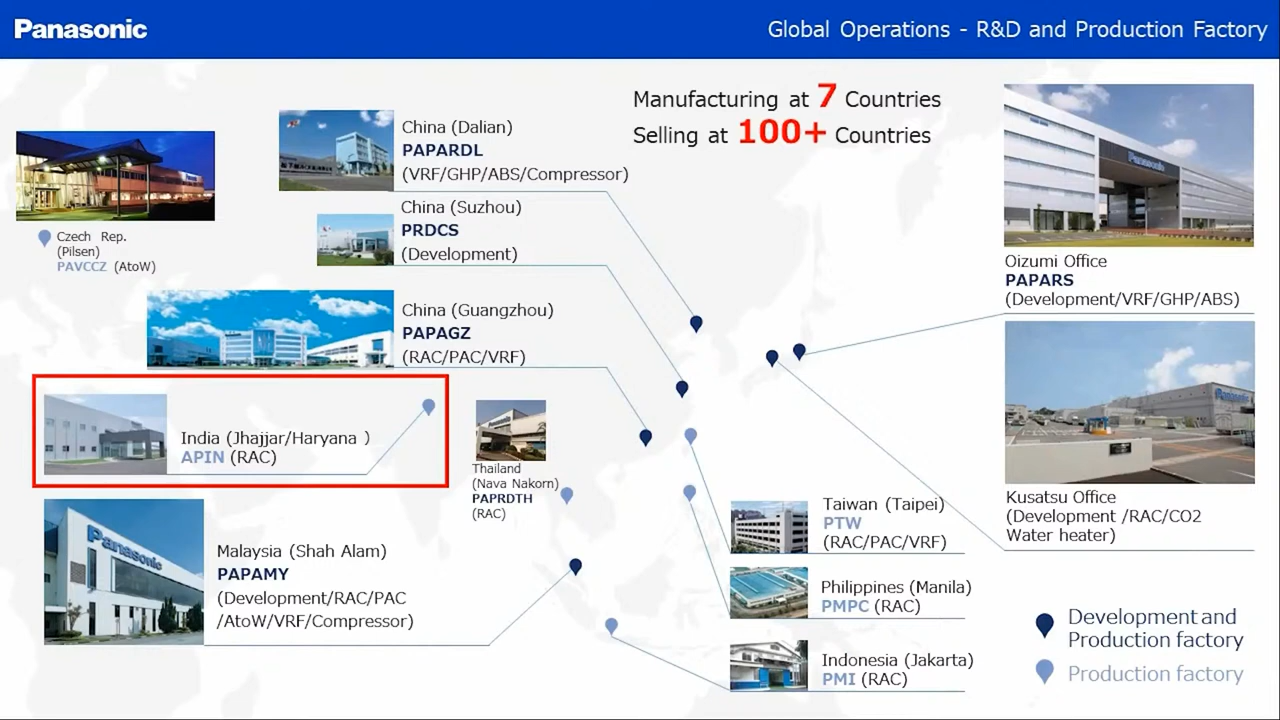 Panasonic
Global Operations - R&D and Production Factory
Manufacturing at 7 Countries
Selling at 100+ Countries
Czech Rep.
(Pilsen)
PAVCCZ (AtoW)
China (Dalian)
PAPARDL
(VRF/GHP/ABS/Compressor)
China (Suzhou)
PRDCS
(Development)
China (Guangzhou)
PAPAGZ
(RAC/PAC/VRF)
India (Jhajjar/Haryana )
APIN (RAC)
Thailand
(Nava Nakorn)
PAPRDTH
(RAC)
Panasonic
Malaysia (Shah Alam)
PAPAMY
(Development/RAC/PAC
/AtoW/VRF/Compressor)
Panasonic
Oizumi Office
PAPARS
(Development/VRF/GHP/ABS)
Panasonic
Kusatsu Office
(Development /RAC/CO2
Water heater)
Taiwan (Taipei)
PTW
(RAC/PAC/VRF)
Philippines (Manila)
PMPC (RAC)
Indonesia (Jakarta)
PMI (RAC)
Development and
Production factory
Production factory